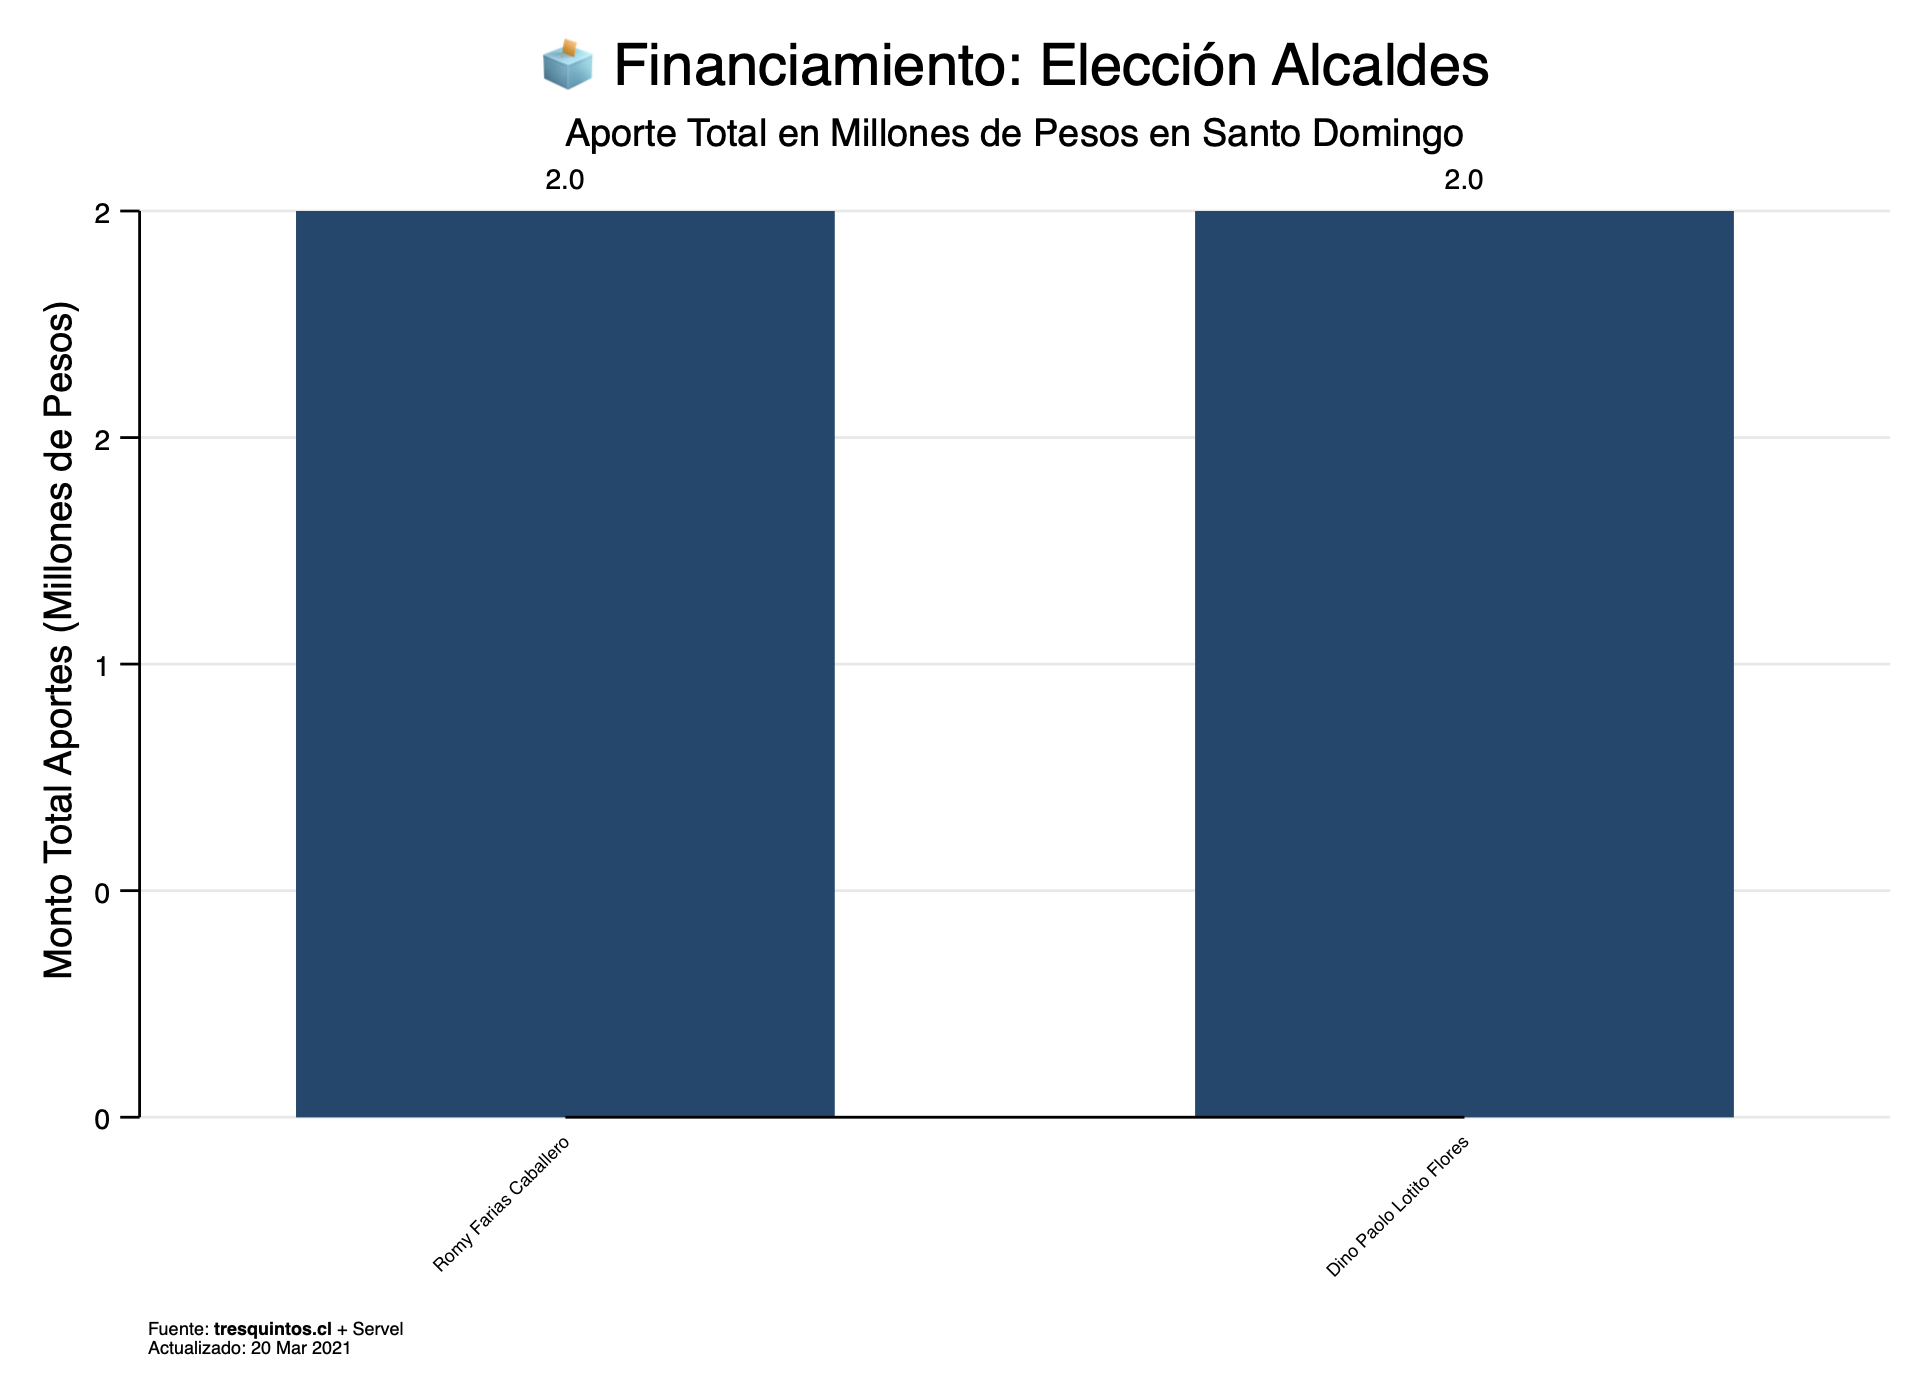 Financiamiento: Elección Alcaldes
Aporte Total en Millones de Pesos en Santo Domingo
2.0 2.0
Monto Total Aportes (Millones de Pesos)
2
2
1
0
0
Romy Farias Caballero
Dino Paolo Lotito Flores
Fuente: tresquintos.cl + Servel
Actualizado: 20 Mar 2021